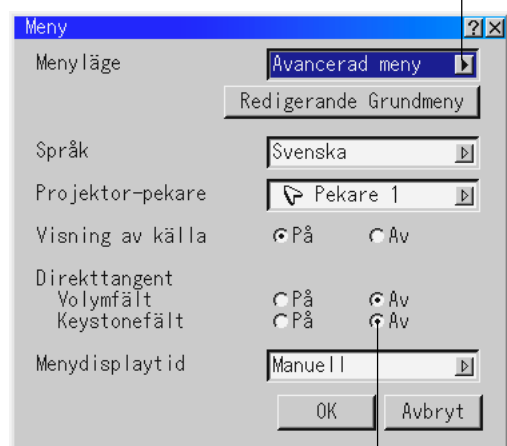 Meny
Menyläge Avancerad meny
Redigerande Grundmeny
Språk Svenska
Projektor-pekare Pekare 1
Visning av källa På Av
Direkttangent
Volymfält På Av
Keystonefält På Av
Menydisplaytid Manuell
OK Avbryt